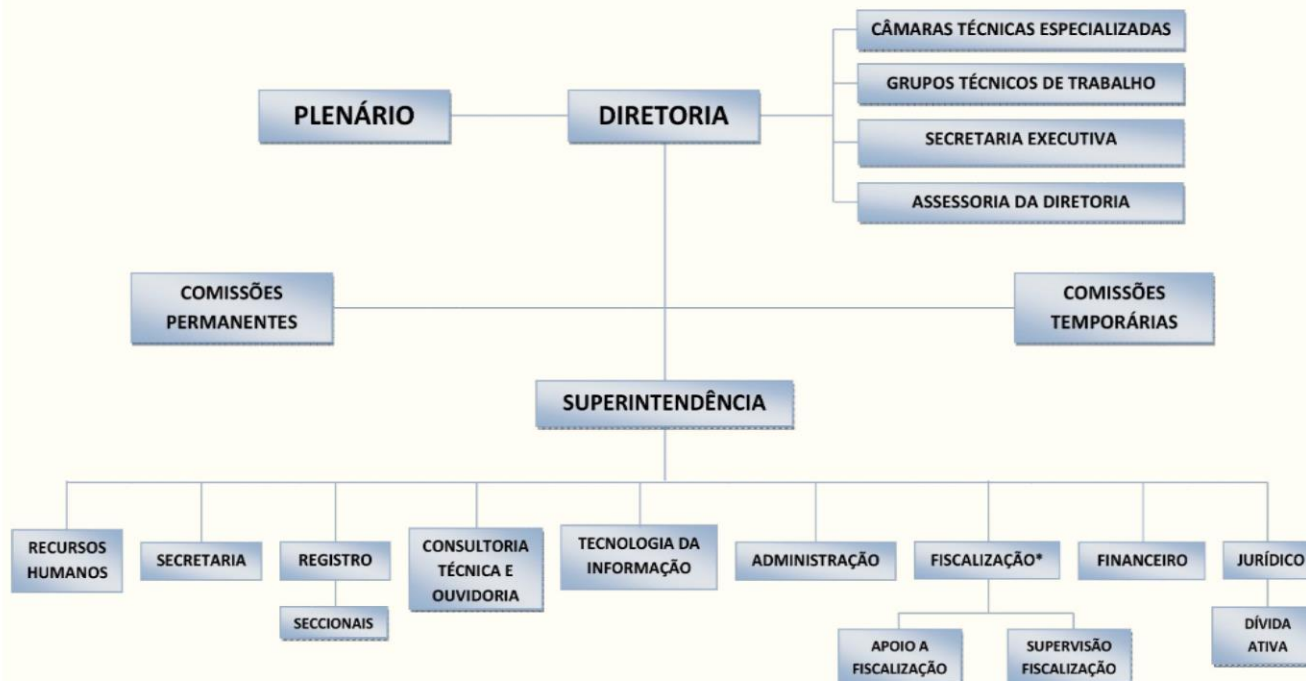 CÂMARAS TÉCNICAS ESPECIALIZADAS
GRUPOS TÉCNICOS DE TRABALHO
PLENÁRIO
DIRETORIA
SECRETARIA EXECUTIVA
ASSESSORIA DA DIRETORIA
COMISSÕES
PERMANENTES
COMISSÕES
TEMPORÁRIAS
SUPERINTENDÊNCIA
RECURSOS
HUMANOS
SECRETARIA
REGISTRO
CONSULTORIA
TÉCNICA E
OUVIDORIA
TECNOLOGIA DA
INFORMAÇÃO
ADMINISTRAÇÃO
FISCALIZAÇÃO*
FINANCEIRO
JURÍDICO
SECCIONAIS
APOIO A
FISCALIZAÇÃO
SUPERVISÃO
FISCALIZAÇÃO
DÍVIDA
ATIVA